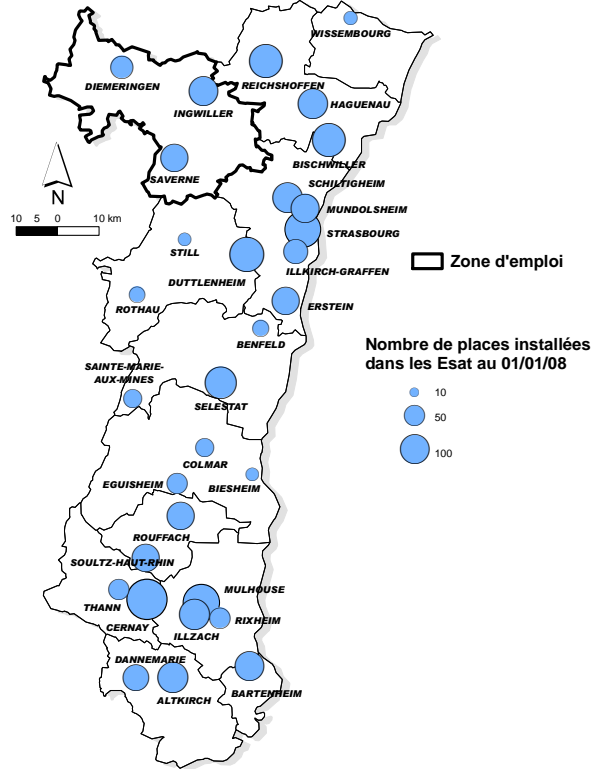 WISSEMBOURG
DIEMERINGEN
REICHSHOFFEN
INGWILLER
HAGUENAU
BISCHWILLER
SAVERNE
SCHILTIGHEIM
N
MUNDOLSHEIM
10 5 0 10 km
STRASBOURG
STILL
ILLKIRCH-GRAFFEN
Zone d'emploi
DUTTLENHEIM
ROTHAU
ERSTEIN
BENFELD
Nombre de places installées
dans les Esat au 01/01/08
SAINTE-MARIE-
AUX-MINES
10
SELESTAT
50
100
COLMAR
EGUISHEIM
BIESHEIM
ROUFFACH
SOULTZ-HAUT-RHIN
MULHOUSE
THANN
RIXHEIM
CERNAY
ILLZACH
DANNEMARIE
BARTENHEIM
ALTKIRCH